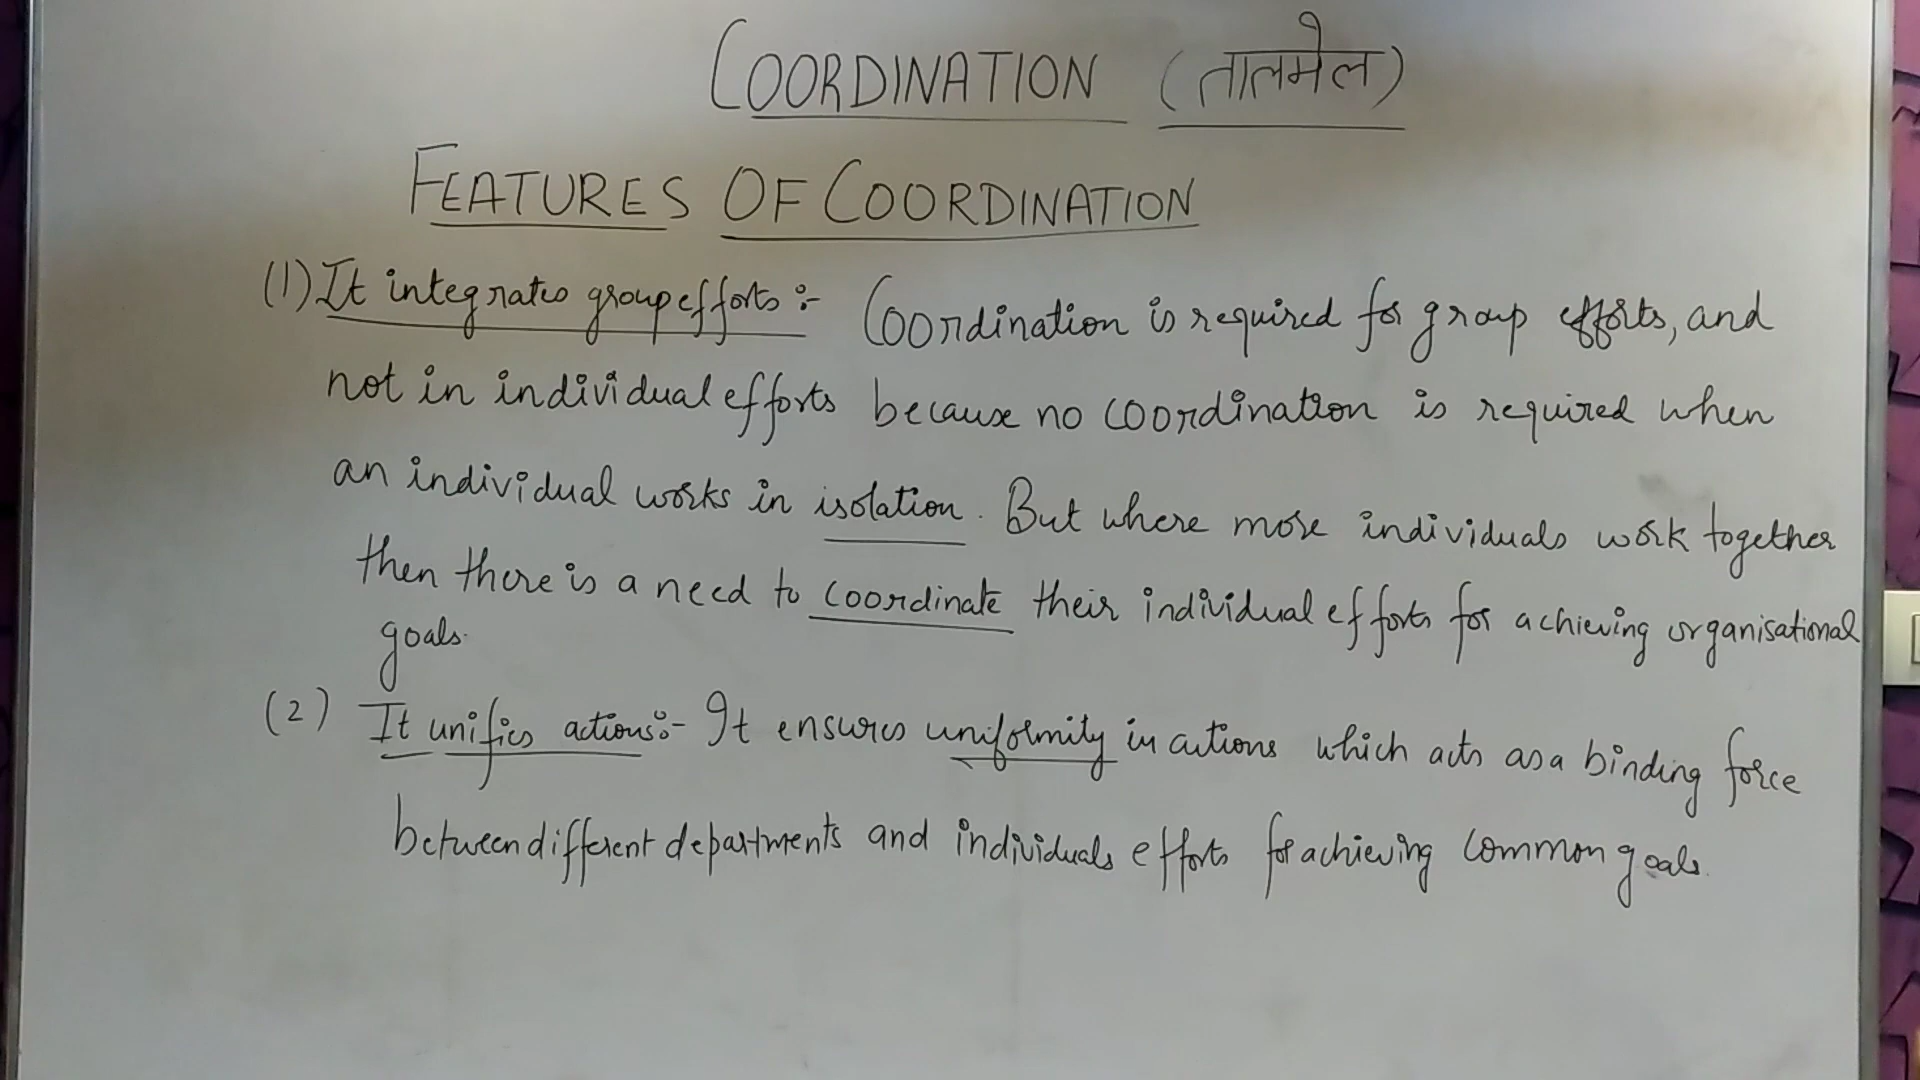 COORDINATION (तालमेल)
FEATURES OF COORDINATION
(1) It integrates group efforts :- Coordination is required for group efforts, and
not in individual efforts because no coordination is required when
an individual works in isolation. But where more individuals work together
then there is a need to coordinate their individual efforts for achieving organisational
goals.
(2) It unifies actions:- It ensures uniformity in actions which acts as a binding force
between different departments and individuals efforts for achieving common goals.